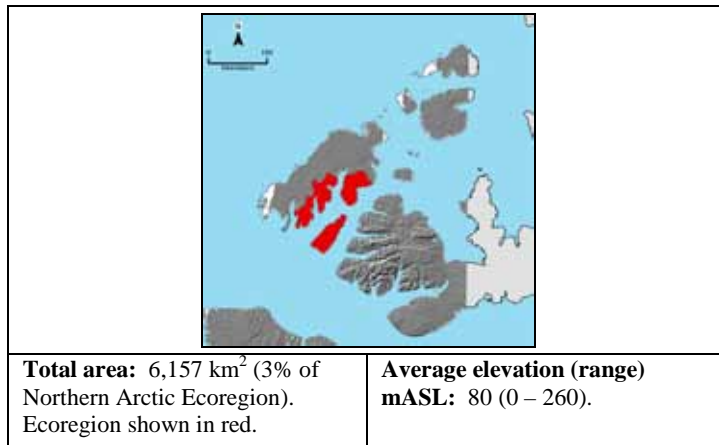 N
Total area: 6,157 km² (3% of
Northern Arctic Ecoregion).
Ecoregion shown in red.
Average elevation (range)
mASL: 80 (0 – 260).